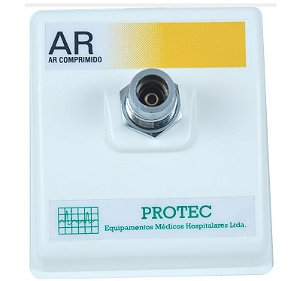 AR
AR COMPRIMIDO
PROTEC
Equipamentos Médicos Hospitalares Ltda.